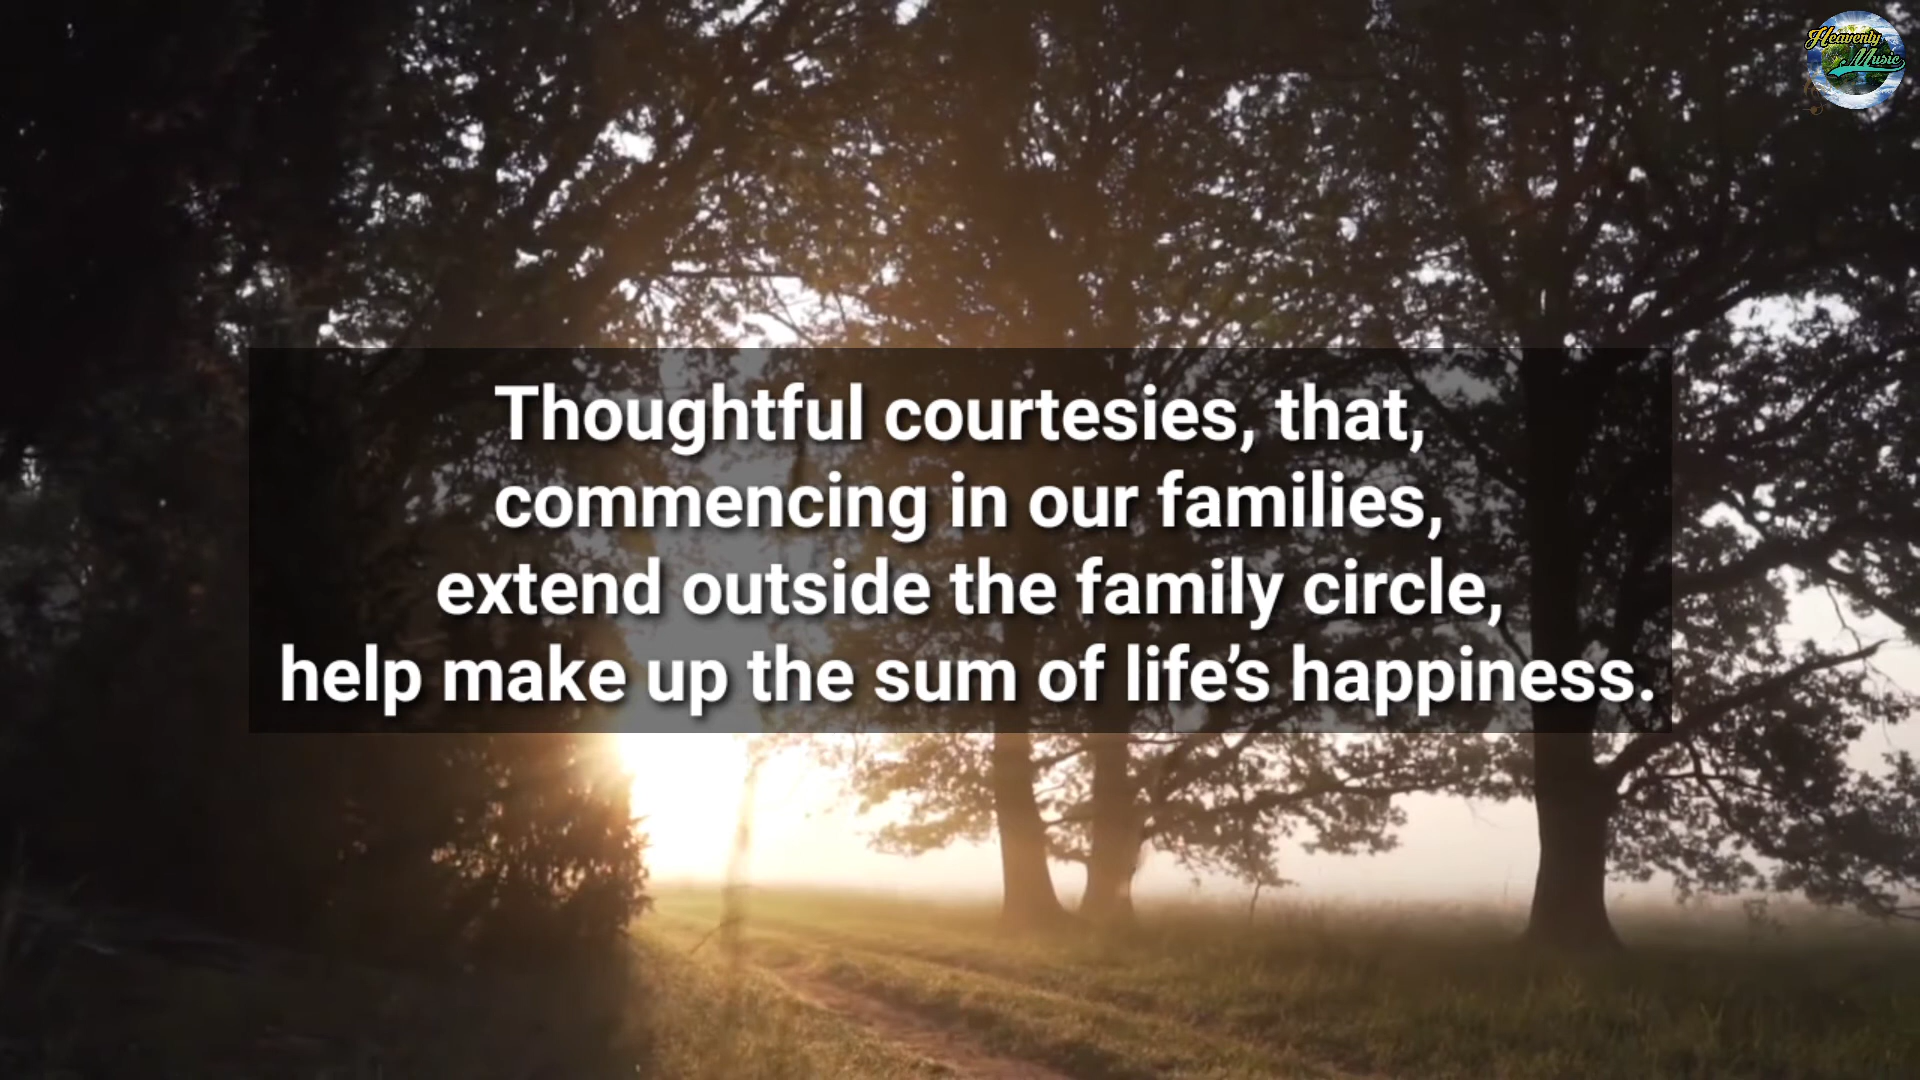 Heavenly
Music
Thoughtful courtesies, that,
commencing in our families,
extend outside the family circle,
help make up the sum of life’s happiness.